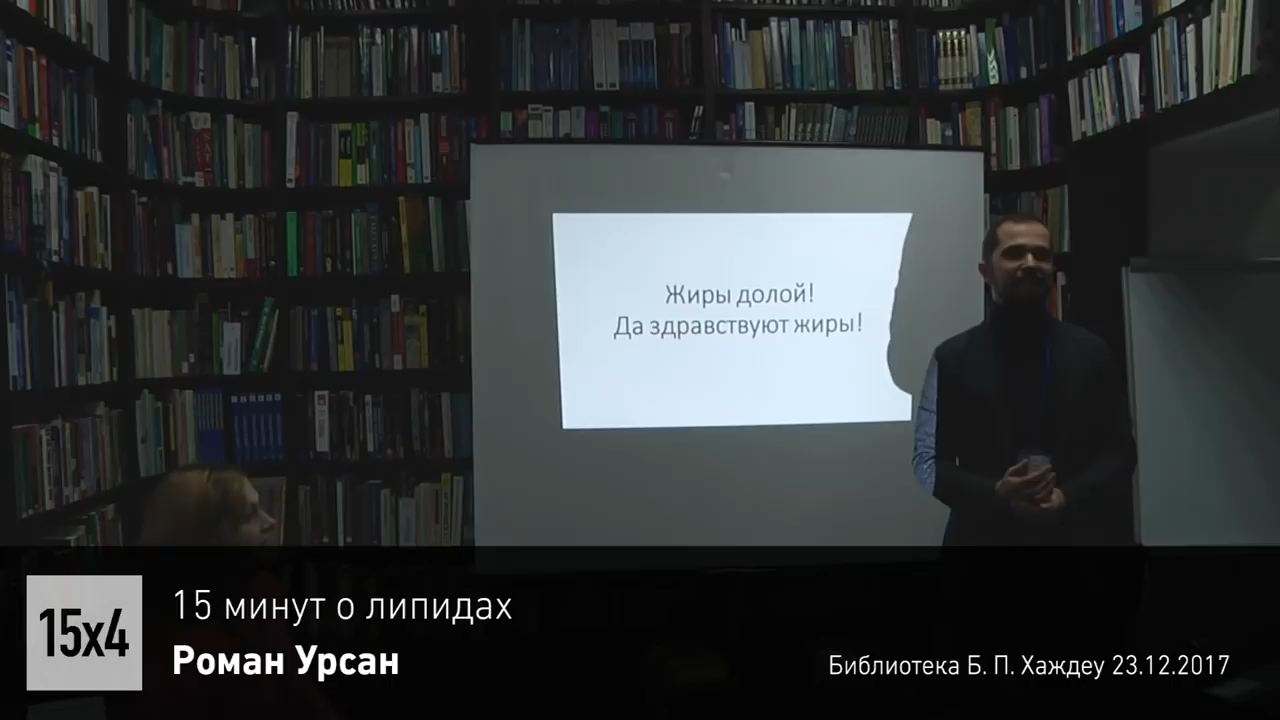 Жиры долой!
Да здравствуют жиры!
15x4
15 минут о липидах
Роман Урсан
Библиотека Б. П. Хаждеу 23.12.2017